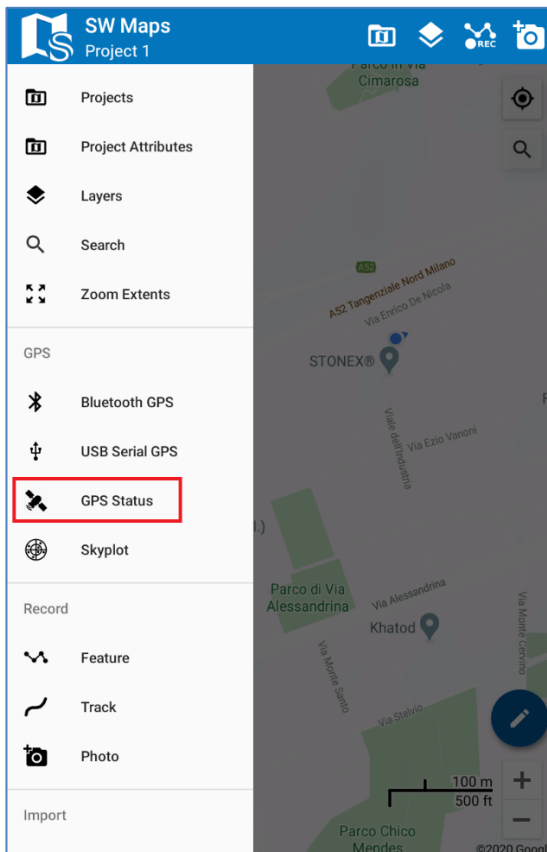 SW Maps
Project 1
REC
Projects
Project Attributes
Layers
Search
Zoom Extents
GPS
Bluetooth GPS
USB Serial GPS
GPS Status
Skyplot
Record
Feature
Track
Photo
Import
Parco in Via
Cimarosa
A52
A52 Tangenziale Nord Milano
Via Enrico De Nicola
STONEX®
Viale dell'Industria
Via Ezio Vanoni
l.)
Parco di Via
Alessandrina
Via Alessandrina
Khatod
Via Monte Cervino
Via Monte Santo
Via Stelvio
100 m
500 ft
Parco Chico
Mendes
©2020 Googl